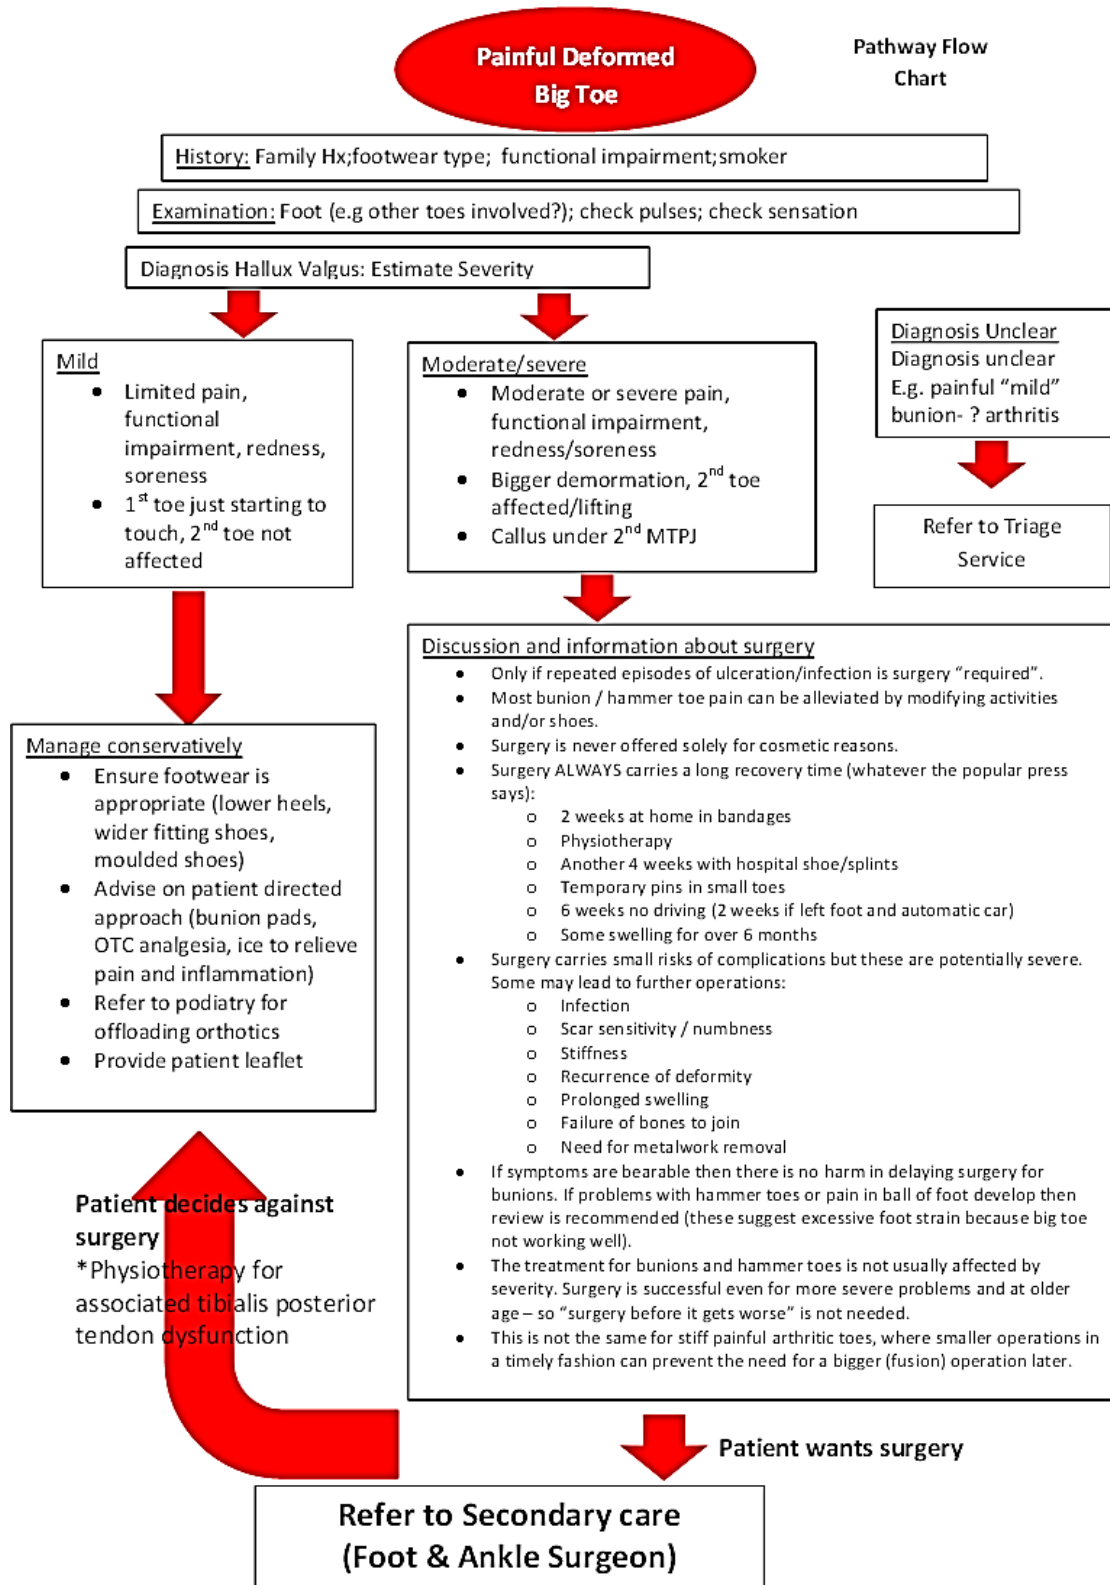 Painful Deformed
Big Toe
Pathway Flow
Chart
History: Family Hx;footwear type; functional impairment;smoker
Examination: Foot (e.g other toes involved?); check pulses; check sensation
Diagnosis Hallux Valgus: Estimate Severity
Mild
● Limited pain,
functional
impairment, redness,
soreness
● 1st toe just starting to
touch, 2nd toe not
affected
Moderate/severe
● Moderate or severe pain,
functional impairment,
redness/soreness
● Bigger demormation, 2nd toe
affected/lifting
● Callus under 2nd MTPJ
Diagnosis Unclear
Diagnosis unclear
E.g. painful “mild”
bunion- ? arthritis
Refer to Triage
Service
Manage conservatively
● Ensure footwear is
appropriate (lower heels,
wider fitting shoes,
moulded shoes)
● Advise on patient directed
approach (bunion pads,
OTC analgesia, ice to relieve
pain and inflammation)
● Refer to podiatry for
offloading orthotics
● Provide patient leaflet
Discussion and information about surgery
● Only if repeated episodes of ulceration/infection is surgery “required”.
● Most bunion / hammer toe pain can be alleviated by modifying activities
and/or shoes.
● Surgery is never offered solely for cosmetic reasons.
● Surgery ALWAYS carries a long recovery time (whatever the popular press
says):
o 2 weeks at home in bandages
o Physiotherapy
o Another 4 weeks with hospital shoe/splints
o Temporary pins in small toes
o 6 weeks no driving (2 weeks if left foot and automatic car)
o Some swelling for over 6 months
● Surgery carries small risks of complications but these are potentially severe.
Some may lead to further operations:
o Infection
o Scar sensitivity / numbness
o Stiffness
o Recurrence of deformity
o Prolonged swelling
o Failure of bones to join
o Need for metalwork removal
● If symptoms are bearable then there is no harm in delaying surgery for
bunions. If problems with hammer toes or pain in ball of foot develop then
review is recommended (these suggest excessive foot strain because big toe
not working well).
● The treatment for bunions and hammer toes is not usually affected by
severity. Surgery is successful even for more severe problems and at older
age – so “surgery before it gets worse” is not needed.
● This is not the same for stiff painful arthritic toes, where smaller operations in
a timely fashion can prevent the need for a bigger (fusion) operation later.
Patient decides against
surgery
*Physiotherapy for
associated tibialis posterior
tendon dysfunction
Patient wants surgery
Refer to Secondary care
(Foot & Ankle Surgeon)